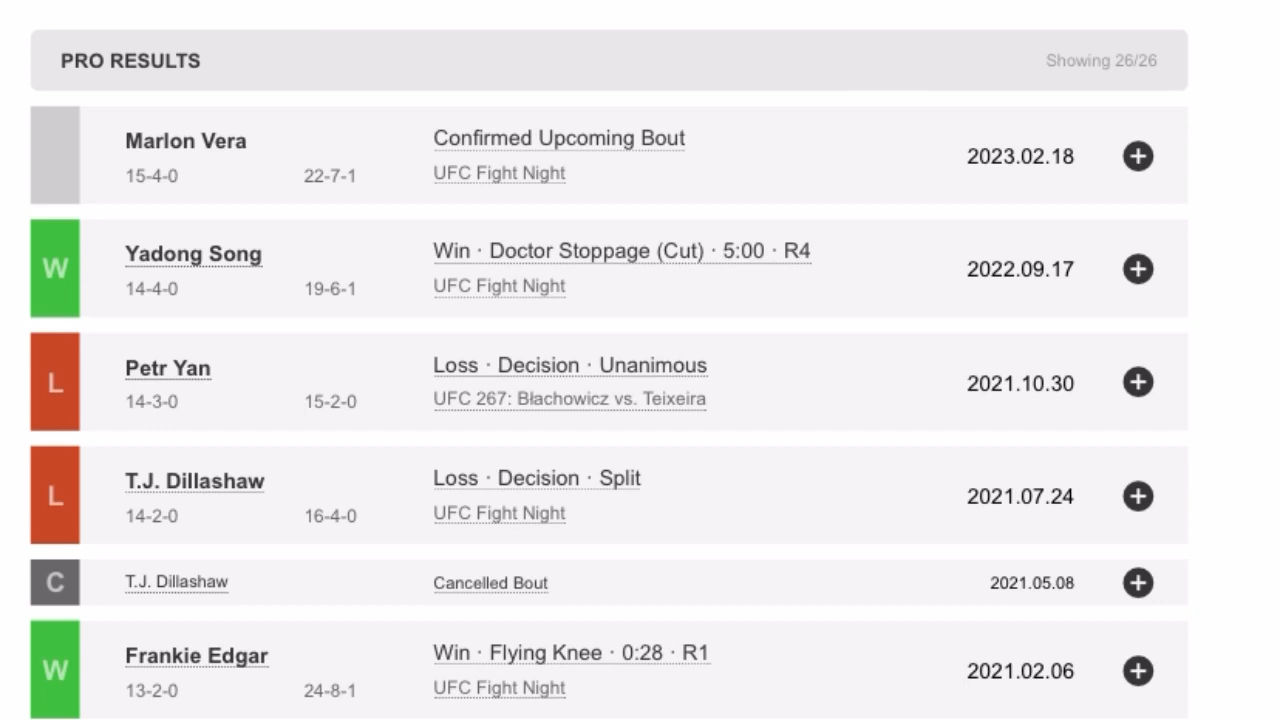 PRO RESULTS Showing 26/26
Marlon Vera Confirmed Upcoming Bout 2023.02.18
15-4-0 22-7-1 UFC Fight Night
W Yadong Song Win · Doctor Stoppage (Cut) · 5:00 · R4 2022.09.17
14-4-0 19-6-1 UFC Fight Night
L Petr Yan Loss · Decision · Unanimous 2021.10.30
14-3-0 15-2-0 UFC 267: Błachowicz vs. Teixeira
L T.J. Dillashaw Loss · Decision · Split 2021.07.24
14-2-0 16-4-0 UFC Fight Night
C T.J. Dillashaw Cancelled Bout 2021.05.08
W Frankie Edgar Win · Flying Knee · 0:28 · R1 2021.02.06
13-2-0 24-8-1 UFC Fight Night